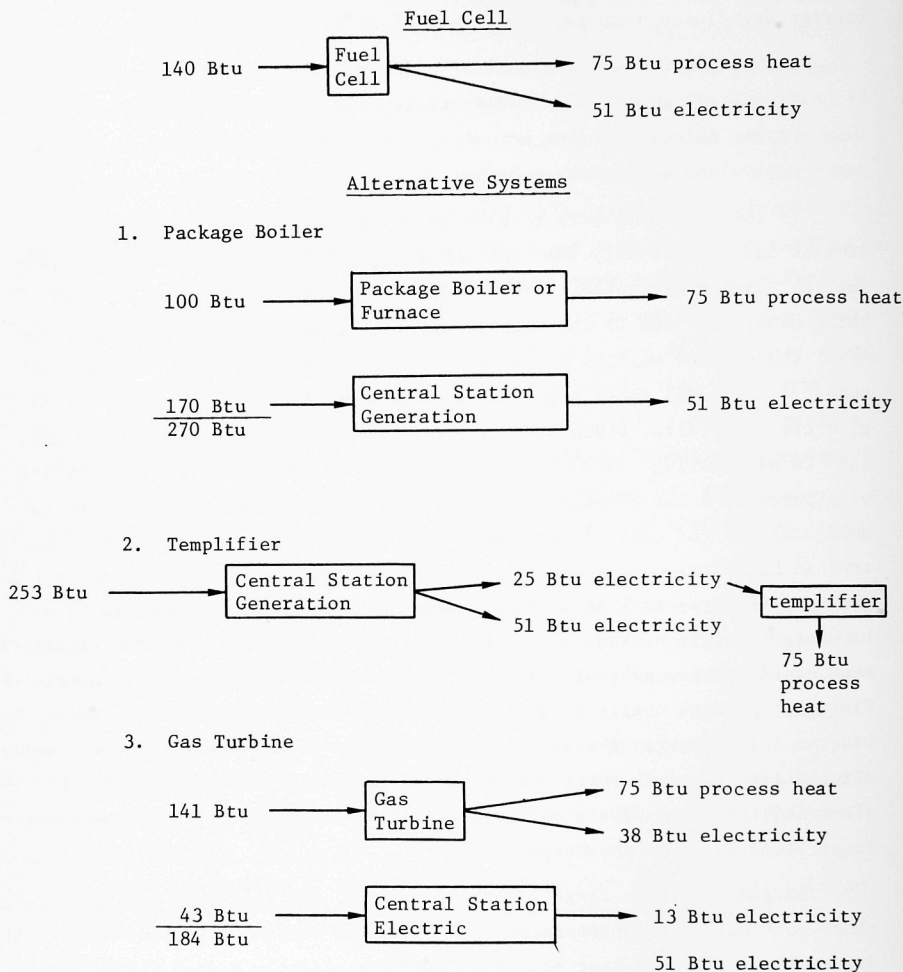 Fuel Cell
140 Btu
Fuel
Cell
75 Btu process heat
51 Btu electricity
Alternative Systems
1. Package Boiler
100 Btu
Package Boiler or
Furnace
75 Btu process heat
170 Btu
270 Btu
Central Station
Generation
51 Btu electricity
2. Templifier
253 Btu
Central Station
Generation
25 Btu electricity
51 Btu electricity
templifier
75 Btu
process
heat
3. Gas Turbine
141 Btu
Gas
Turbine
75 Btu process heat
38 Btu electricity
43 Btu
184 Btu
Central Station
Electric
13 Btu electricity
51 Btu electricity